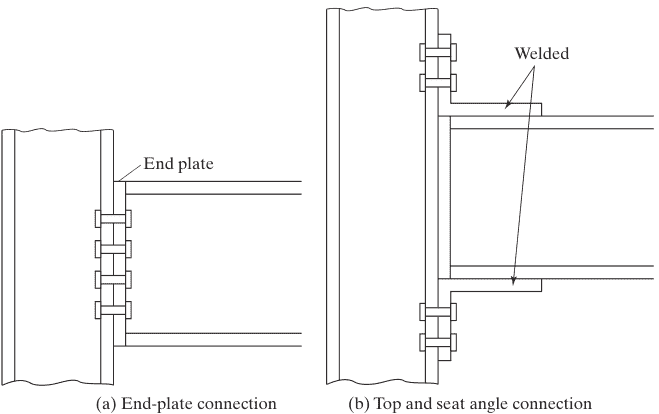 Welded
End plate
(a) End-plate connection
(b) Top and seat angle connection